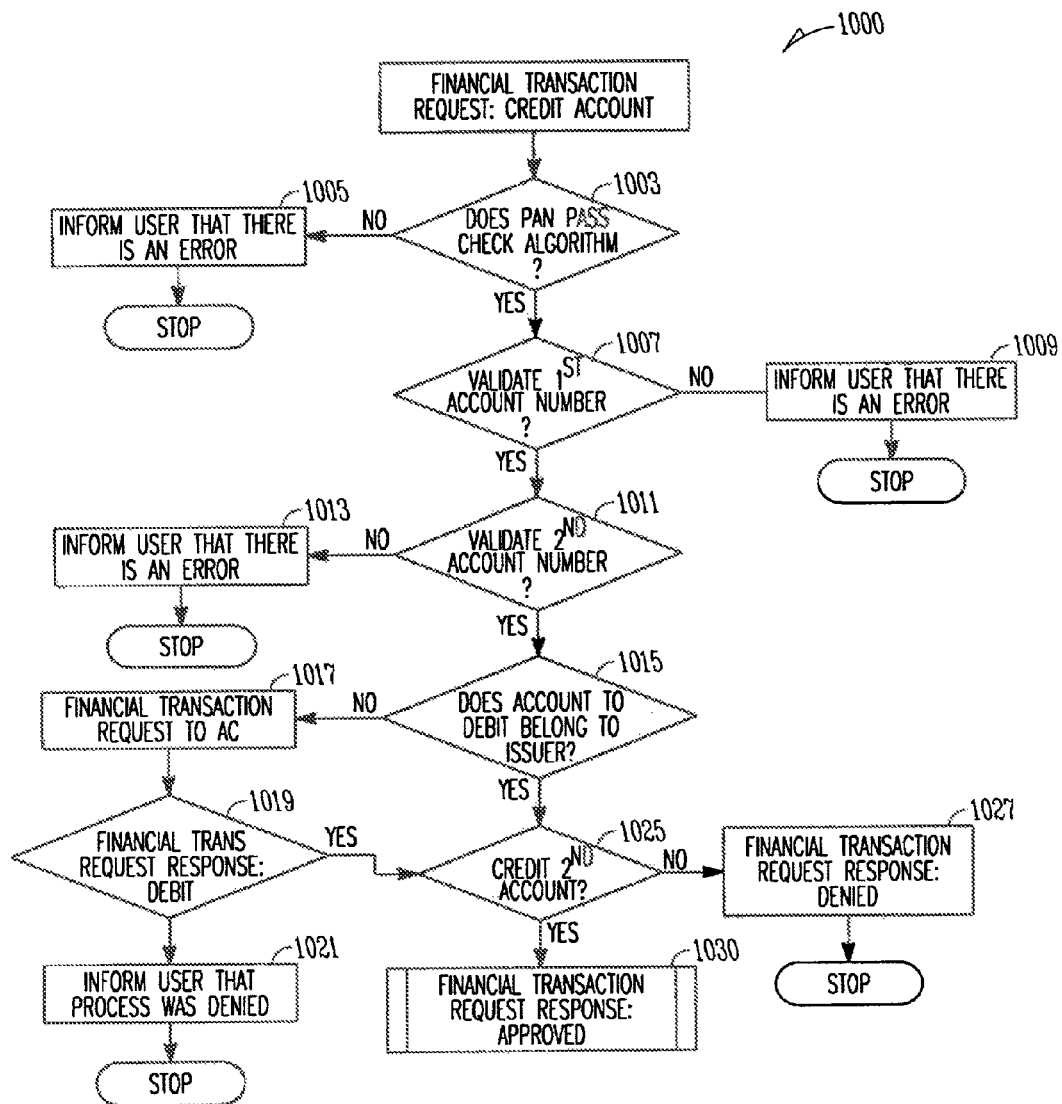 1000
FINANCIAL TRANSACTION
REQUEST: CREDIT ACCOUNT
1003
DOES PAN PASS
CHECK ALGORITHM
?
NO
YES
1005
INFORM USER THAT THERE
IS AN ERROR
STOP
1007
VALIDATE 1ST
ACCOUNT NUMBER
?
NO
YES
1009
INFORM USER THAT THERE
IS AN ERROR
STOP
1011
VALIDATE 2ND
ACCOUNT NUMBER
?
NO
YES
1013
INFORM USER THAT THERE
IS AN ERROR
STOP
1015
DOES ACCOUNT TO
DEBIT BELONG TO
ISSUER?
NO
YES
1017
FINANCIAL TRANSACTION
REQUEST TO AC
1019
FINANCIAL TRANS
REQUEST RESPONSE:
DEBIT
YES
1021
INFORM USER THAT
PROCESS WAS DENIED
STOP
1025
CREDIT 2ND
ACCOUNT?
NO
YES
1027
FINANCIAL TRANSACTION
REQUEST RESPONSE:
DENIED
STOP
1030
FINANCIAL TRANSACTION
REQUEST RESPONSE:
APPROVED